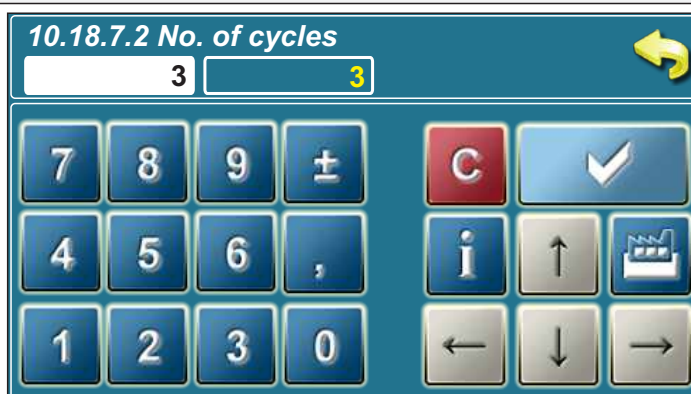 10.18.7.2 No. of cycles
3 3
7 8 9 ± C
4 5 6 , i ↑
1 2 3 0 ← ↓ →